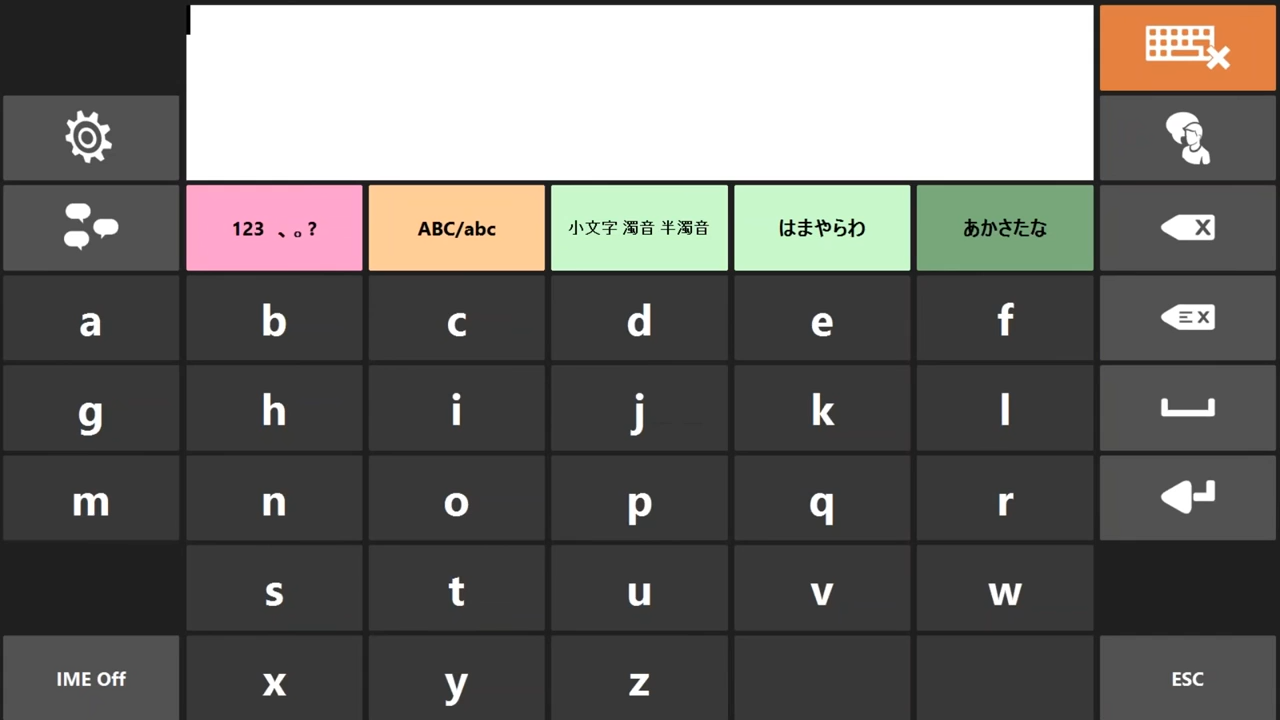 123 、。?
ABC/abc
小文字 濁音 半濁音
はまやらわ
あかさたな
a b c d e f
g h i j k l
m n o p q r
s t u v w
IME Off x y z ESC